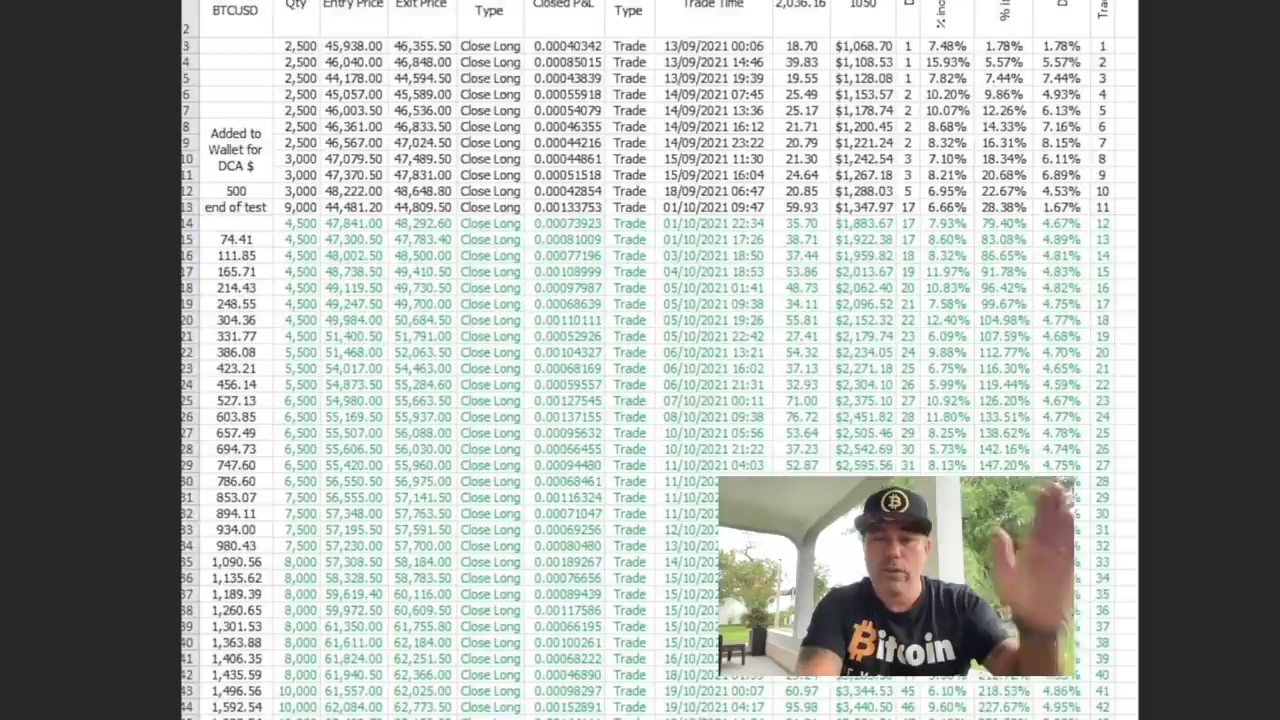 BTCUSD Qty Entry Price Exit Price Type Closed P&L Type Trade Time 2,036.16 1050
2
3 2,500 45,938.00 46,355.50 Close Long 0.00040342 Trade 13/09/2021 00:06 18.70 $1,068.70 1 7.48% 1.78% 1.78% 1
4 2,500 46,040.00 46,848.00 Close Long 0.00085015 Trade 13/09/2021 14:46 39.83 $1,108.53 1 15.93% 5.57% 5.57% 2
5 2,500 44,178.00 44,594.50 Close Long 0.00043839 Trade 13/09/2021 19:39 19.55 $1,128.08 1 7.82% 7.44% 7.44% 3
6 2,500 45,057.00 45,589.00 Close Long 0.00055918 Trade 14/09/2021 07:45 25.49 $1,153.57 2 10.20% 9.86% 4.93% 4
7 2,500 46,003.50 46,536.00 Close Long 0.00054079 Trade 14/09/2021 13:36 25.17 $1,178.74 2 10.07% 12.26% 6.13% 5
8 Added to 2,500 46,361.00 46,833.50 Close Long 0.00046355 Trade 14/09/2021 16:12 21.71 $1,200.45 2 8.68% 14.33% 7.16% 6
9 Wallet for 2,500 46,567.00 47,024.50 Close Long 0.00044216 Trade 14/09/2021 23:22 20.79 $1,221.24 2 8.32% 16.31% 8.15% 7
10 DCA $ 3,000 47,079.50 47,489.50 Close Long 0.00044861 Trade 15/09/2021 11:30 21.30 $1,242.54 3 7.10% 18.34% 6.11% 8
11 3,000 47,370.50 47,831.00 Close Long 0.00051518 Trade 15/09/2021 16:04 24.64 $1,267.18 3 8.21% 20.68% 6.89% 9
12 500 3,000 48,222.00 48,648.80 Close Long 0.00042854 Trade 18/09/2021 06:47 20.85 $1,288.03 5 6.95% 22.67% 4.53% 10
13 end of test 9,000 44,481.20 44,809.50 Close Long 0.00133753 Trade 01/10/2021 09:47 59.93 $1,347.97 17 6.66% 28.38% 1.67% 11
14 4,500 47,841.00 48,292.60 Close Long 0.00073923 Trade 01/10/2021 22:34 35.70 $1,883.67 17 7.93% 79.40% 4.67% 12
15 74.41 4,500 47,300.50 47,783.40 Close Long 0.00081009 Trade 01/10/2021 17:26 38.71 $1,922.38 17 8.60% 83.08% 4.89% 13
16 111.85 4,500 48,002.50 48,500.00 Close Long 0.00077196 Trade 03/10/2021 18:50 37.44 $1,959.82 18 8.32% 86.65% 4.81% 14
17 165.71 4,500 48,738.50 49,410.50 Close Long 0.00108999 Trade 04/10/2021 18:53 53.86 $2,013.67 19 11.97% 91.78% 4.83% 15
18 214.43 4,500 49,119.50 49,730.50 Close Long 0.00097987 Trade 05/10/2021 01:41 48.73 $2,062.40 20 10.83% 96.42% 4.82% 16
19 248.55 4,500 49,247.50 49,700.00 Close Long 0.00068639 Trade 05/10/2021 09:38 34.11 $2,096.52 21 7.58% 99.67% 4.75% 17
20 304.36 4,500 49,984.00 50,684.50 Close Long 0.00110111 Trade 05/10/2021 19:26 55.81 $2,152.32 22 12.40% 104.98% 4.77% 18
21 331.77 4,500 51,400.50 51,791.00 Close Long 0.00052926 Trade 05/10/2021 22:42 27.41 $2,179.74 23 6.09% 107.59% 4.68% 19
22 386.08 5,500 51,468.00 52,063.50 Close Long 0.00104327 Trade 06/10/2021 13:21 54.32 $2,234.05 24 9.88% 112.77% 4.70% 20
23 423.21 5,500 54,017.00 54,463.00 Close Long 0.00068169 Trade 06/10/2021 16:02 37.13 $2,271.18 25 6.75% 116.30% 4.65% 21
24 456.14 5,500 54,873.50 55,284.60 Close Long 0.00059557 Trade 06/10/2021 21:31 32.93 $2,304.10 26 5.99% 119.44% 4.59% 22
25 527.13 6,500 54,980.00 55,663.50 Close Long 0.00127545 Trade 07/10/2021 00:11 71.00 $2,375.10 27 10.92% 126.20% 4.67% 23
26 603.85 6,500 55,169.50 55,937.00 Close Long 0.00137155 Trade 08/10/2021 09:38 76.72 $2,451.82 28 11.80% 133.51% 4.77% 24
27 657.49 6,500 55,507.00 56,088.00 Close Long 0.00095632 Trade 10/10/2021 05:56 53.64 $2,505.46 29 8.25% 138.62% 4.78% 25
28 694.73 6,500 55,606.50 56,030.00 Close Long 0.00066455 Trade 10/10/2021 21:22 37.23 $2,542.69 30 5.73% 142.16% 4.74% 26
29 747.60 6,500 55,420.00 55,960.00 Close Long 0.00094480 Trade 11/10/2021 04:03 52.87 $2,595.56 31 8.13% 147.20% 4.75% 27
30 786.60 6,500 56,550.50 56,975.00 Close Long 0.00068461 Trade 28
31 853.07 7,500 56,555.00 57,141.50 Close Long 0.00116324 Trade 29
32 894.11 7,500 57,348.00 57,763.50 Close Long 0.00071047 Trade 30
33 934.00 7,500 57,195.50 57,591.50 Close Long 0.00069256 Trade 31
34 980.43 7,500 57,230.00 57,700.00 Close Long 0.00080480 Trade 32
35 1,090.56 8,000 57,308.50 58,184.00 Close Long 0.00189267 Trade 33
36 1,135.62 8,000 58,328.50 58,783.50 Close Long 0.00076656 Trade 34
37 1,189.39 8,000 59,619.40 60,116.00 Close Long 0.00089439 Trade 35
38 1,260.65 8,000 59,972.50 60,609.50 Close Long 0.00117586 Trade 36
39 1,301.53 8,000 61,350.00 61,755.80 Close Long 0.00066195 Trade 37
40 1,363.88 8,000 61,611.00 62,184.00 Close Long 0.00100261 Trade 38
41 1,406.35 8,000 61,824.00 62,251.50 Close Long 0.00068222 Trade 39
42 1,435.59 8,000 61,940.00 62,366.00 Close Long 0.00046890 Trade 40
43 1,496.56 10,000 61,557.00 62,025.00 Close Long 0.00098297 Trade 19/10/2021 00:07 60.97 $3,344.53 45 6.10% 218.53% 4.86% 41
44 1,592.54 10,000 62,084.00 62,773.50 Close Long 0.00152891 Trade 19/10/2021 04:17 95.98 $3,440.50 46 9.60% 227.67% 4.95% 42
Bitcoin